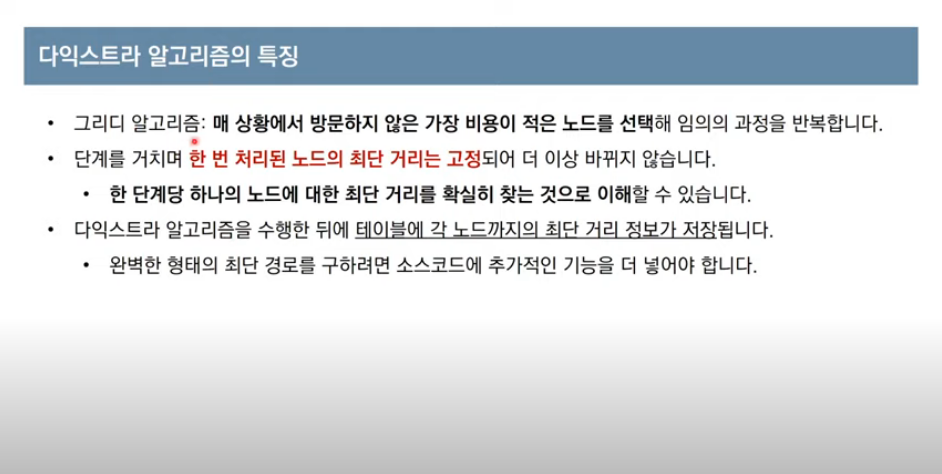 다익스트라 알고리즘의 특징
• 그리디 알고리즘: 매 상황에서 방문하지 않은 가장 비용이 적은 노드를 선택해 임의의 과정을 반복합니다.
• 단계를 거치며 한 번 처리된 노드의 최단 거리는 고정되어 더 이상 바뀌지 않습니다.
• 한 단계당 하나의 노드에 대한 최단 거리를 확실히 찾는 것으로 이해할 수 있습니다.
• 다익스트라 알고리즘을 수행한 뒤에 테이블에 각 노드까지의 최단 거리 정보가 저장됩니다.
• 완벽한 형태의 최단 경로를 구하려면 소스코드에 추가적인 기능을 더 넣어야 합니다.